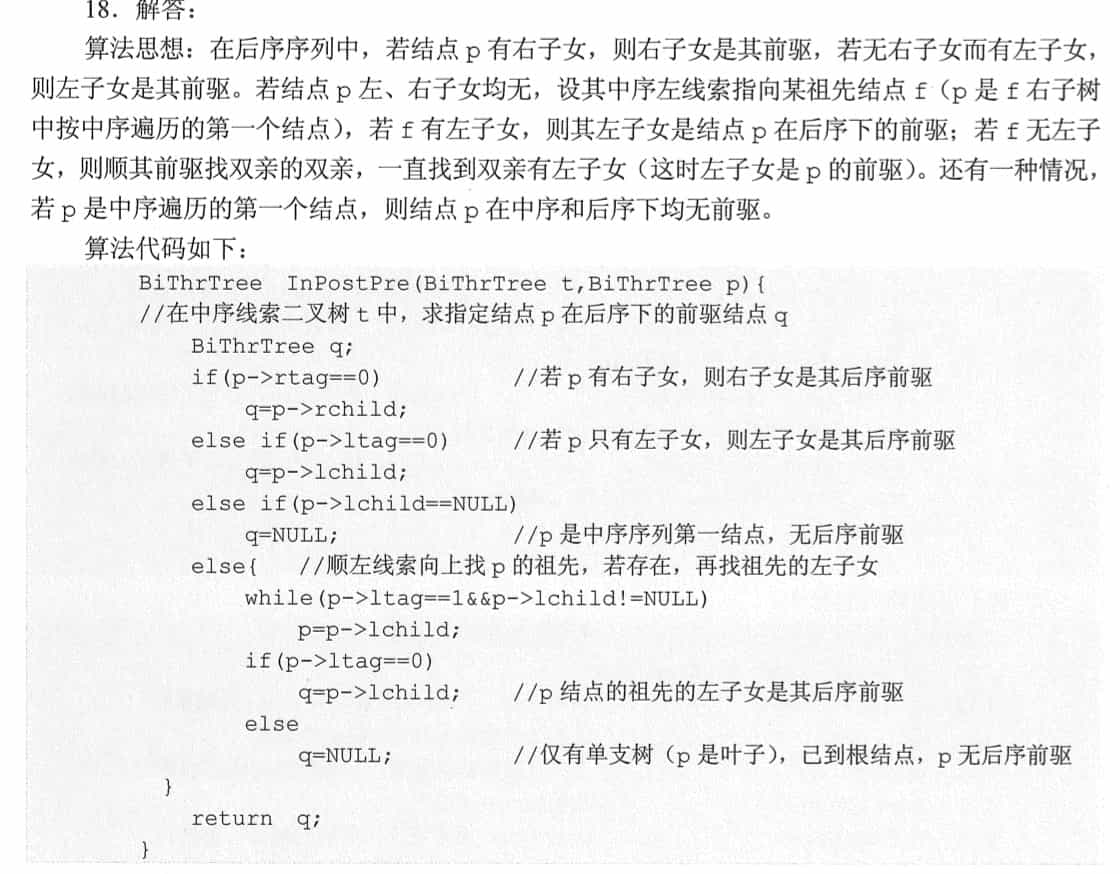 18．解答：
算法思想：在后序序列中，若结点 p 有右子女，则右子女是其前驱，若无右子女而有左子女，
则左子女是其前驱。若结点 p 左、右子女均无，设其中序左线索指向某祖先结点 f（p 是 f 右子树
中按中序遍历的第一个结点），若 f 有左子女，则其左子女是结点 p 在后序下的前驱；若 f 无左子
女，则顺其前驱找双亲的双亲，一直找到双亲有左子女（这时左子女是 p 的前驱）。还有一种情况，
若 p 是中序遍历的第一个结点，则结点 p 在中序和后序下均无前驱。
算法代码如下：
BiThrTree  InPostPre(BiThrTree t,BiThrTree p){
//在中序线索二叉树 t 中，求指定结点 p 在后序下的前驱结点 q
BiThrTree q;
if(p->rtag==0)          //若 p 有右子女，则右子女是其后序前驱
q=p->rchild;
else if(p->ltag==0)     //若 p 只有左子女，则左子女是其后序前驱
q=p->lchild;
else if(p->lchild==NULL)
q=NULL;             //p 是中序序列第一结点，无后序前驱
else{   //顺左线索向上找 p 的祖先，若存在，再找祖先的左子女
while(p->ltag==1&&p->lchild!=NULL)
p=p->lchild;
if(p->ltag==0)
q=p->lchild;    //p 结点的祖先的左子女是其后序前驱
else
q=NULL;         //仅有单支树（p 是叶子），已到根结点，p 无后序前驱
}
return  q;
}